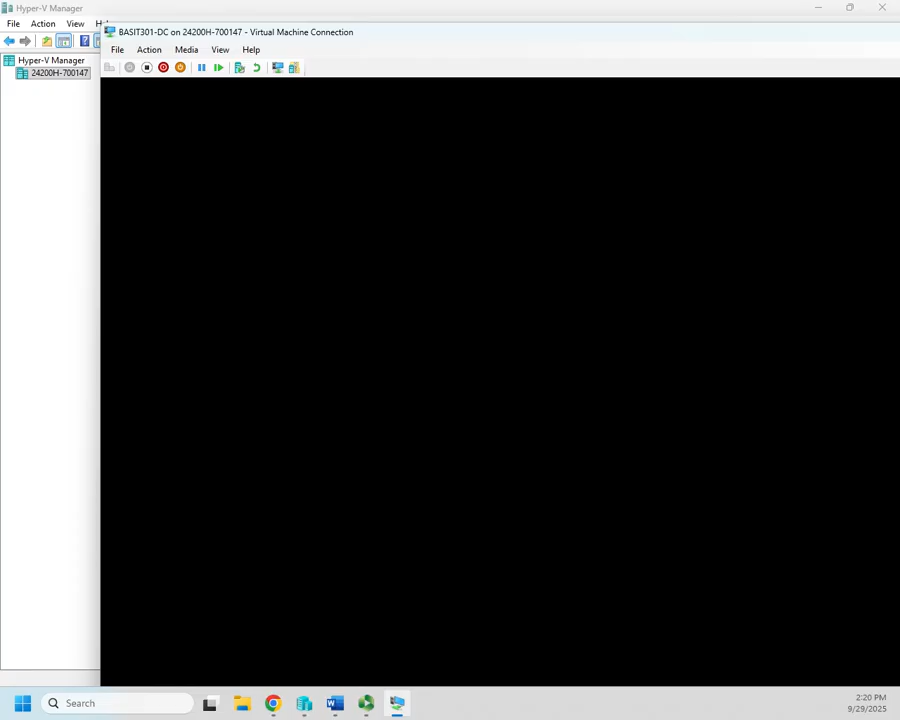 Hyper-V Manager
File Action View
BASIT301-DC on 24200H-700147 - Virtual Machine Connection
File Action Media View Help
Hyper-V Manager
24200H-700147
Search
2:20 PM
9/29/2025